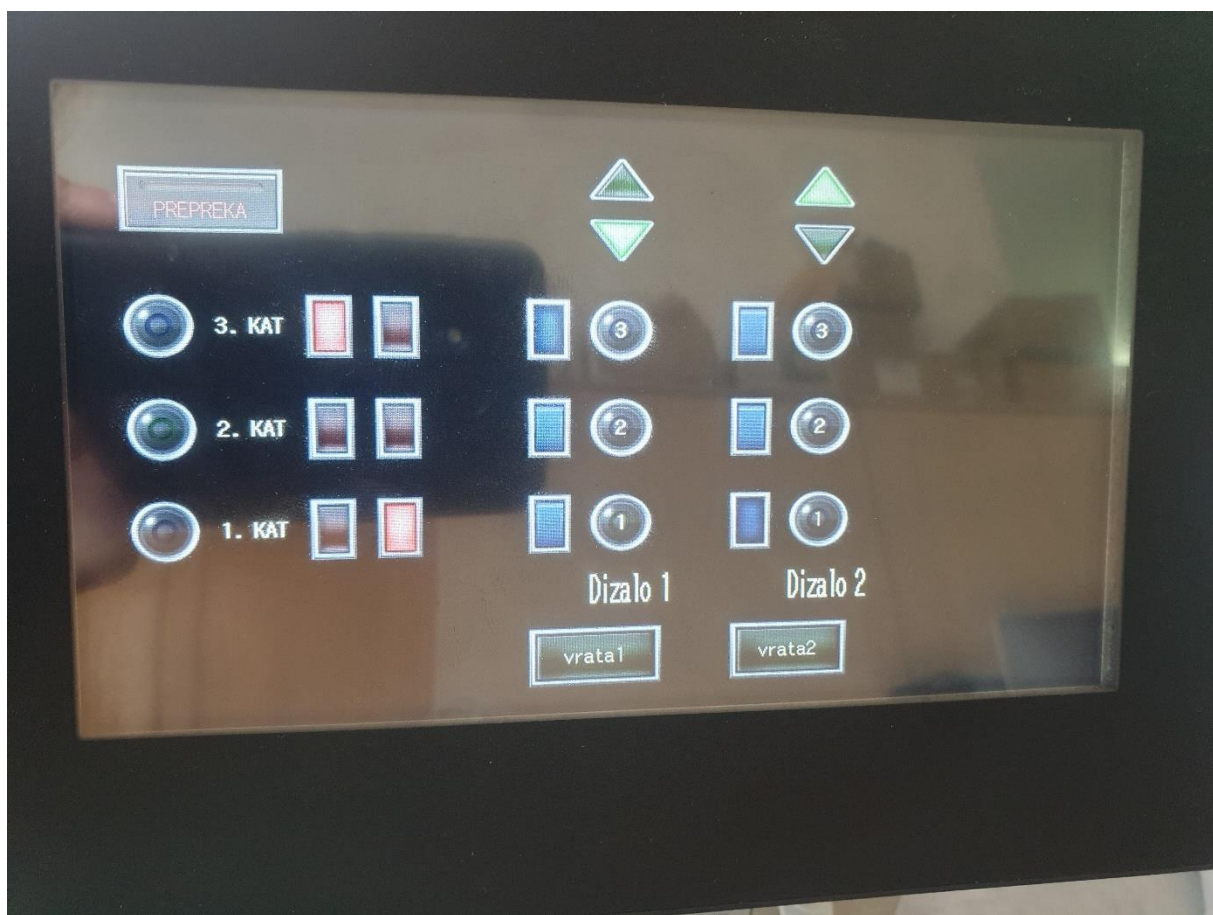 PREPREKA
3. KAT 3 3
2. KAT 2 2
1. KAT 1 1
Dizalo 1 Dizalo 2
vrata1 vrata2